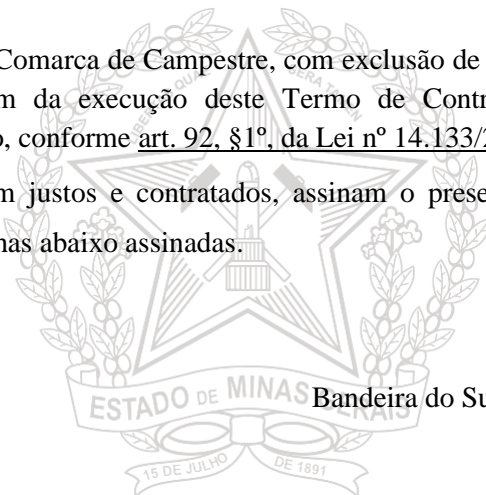 Comarca de Campestre, com exclusão de
m da execução deste Termo de Contr
o, conforme art. 92, §1º, da Lei nº 14.133/2
m justos e contratados, assinam o prese
nas abaixo assinadas.
ESTADO DE MINAS GERAIS
Bandeira do Su
15 DE JULHO DE 1891